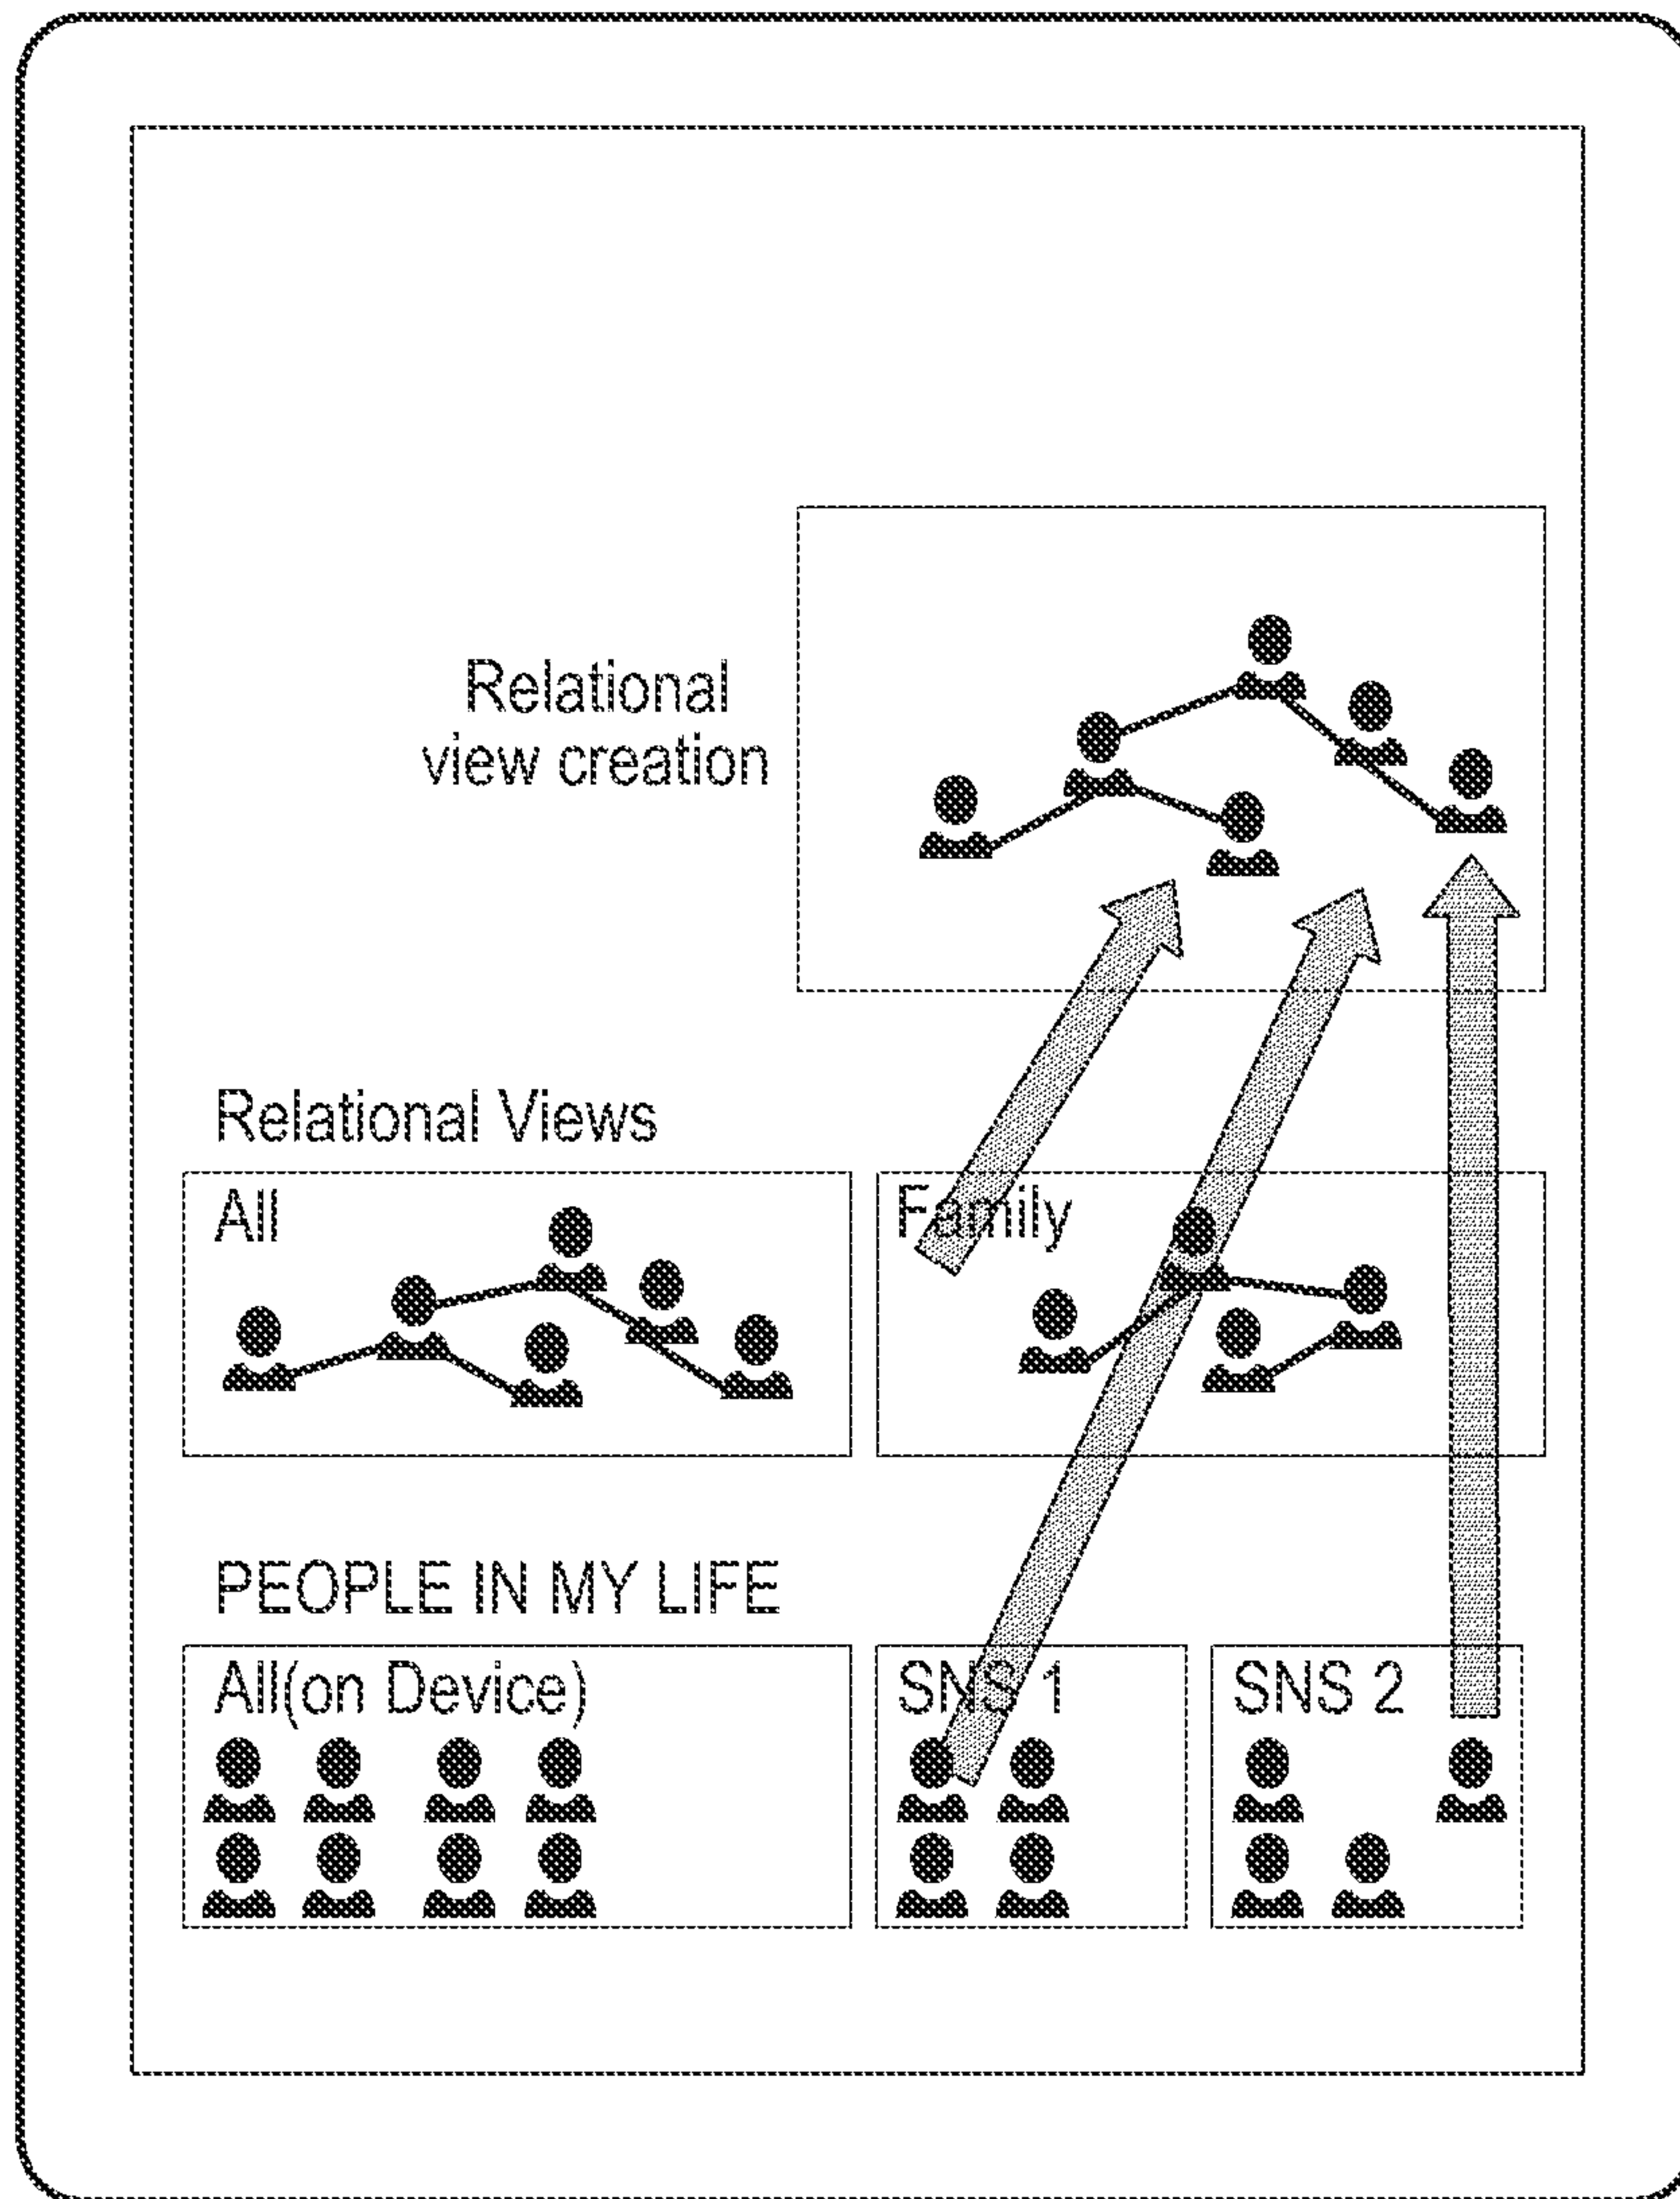 Relational
view creation
Relational Views
All
Family
PEOPLE IN MY LIFE
All(on Device)
SNS 1
SNS 2